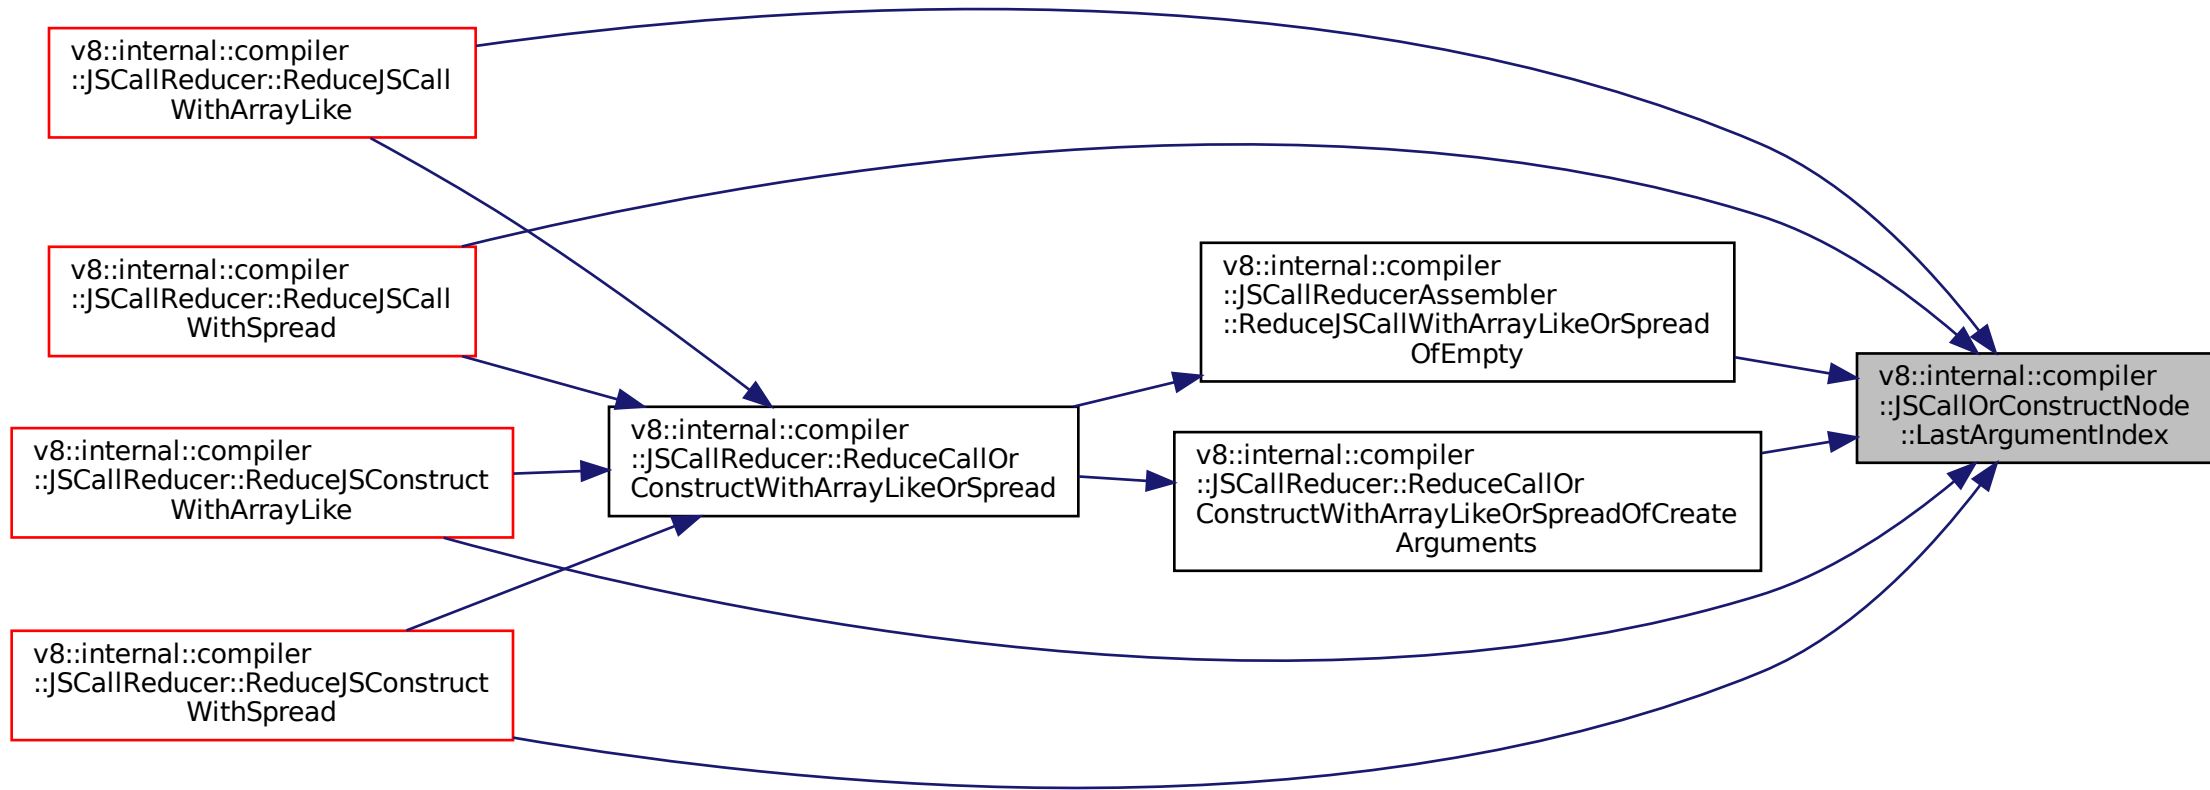 v8::internal::compiler
::JSCallReducer::ReduceJSCall
WithArrayLike
v8::internal::compiler
::JSCallReducer::ReduceJSCall
WithSpread
v8::internal::compiler
::JSCallReducer::ReduceJSConstruct
WithArrayLike
v8::internal::compiler
::JSCallReducer::ReduceJSConstruct
WithSpread
v8::internal::compiler
::JSCallReducer::ReduceCallOr
ConstructWithArrayLikeOrSpread
v8::internal::compiler
::JSCallReducerAssembler
::ReduceJSCallWithArrayLikeOrSpread
OfEmpty
v8::internal::compiler
::JSCallReducer::ReduceCallOr
ConstructWithArrayLikeOrSpreadOfCreate
Arguments
v8::internal::compiler
::JSCallOrConstructNode
::LastArgumentIndex